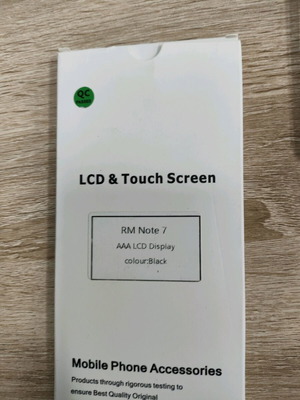 QC
LCD & Touch Screen
RM Note 7
AAA LCD Display
colour:Black
Mobile Phone Accessories
Products through rigorous testing to
ensure Best Quality Original